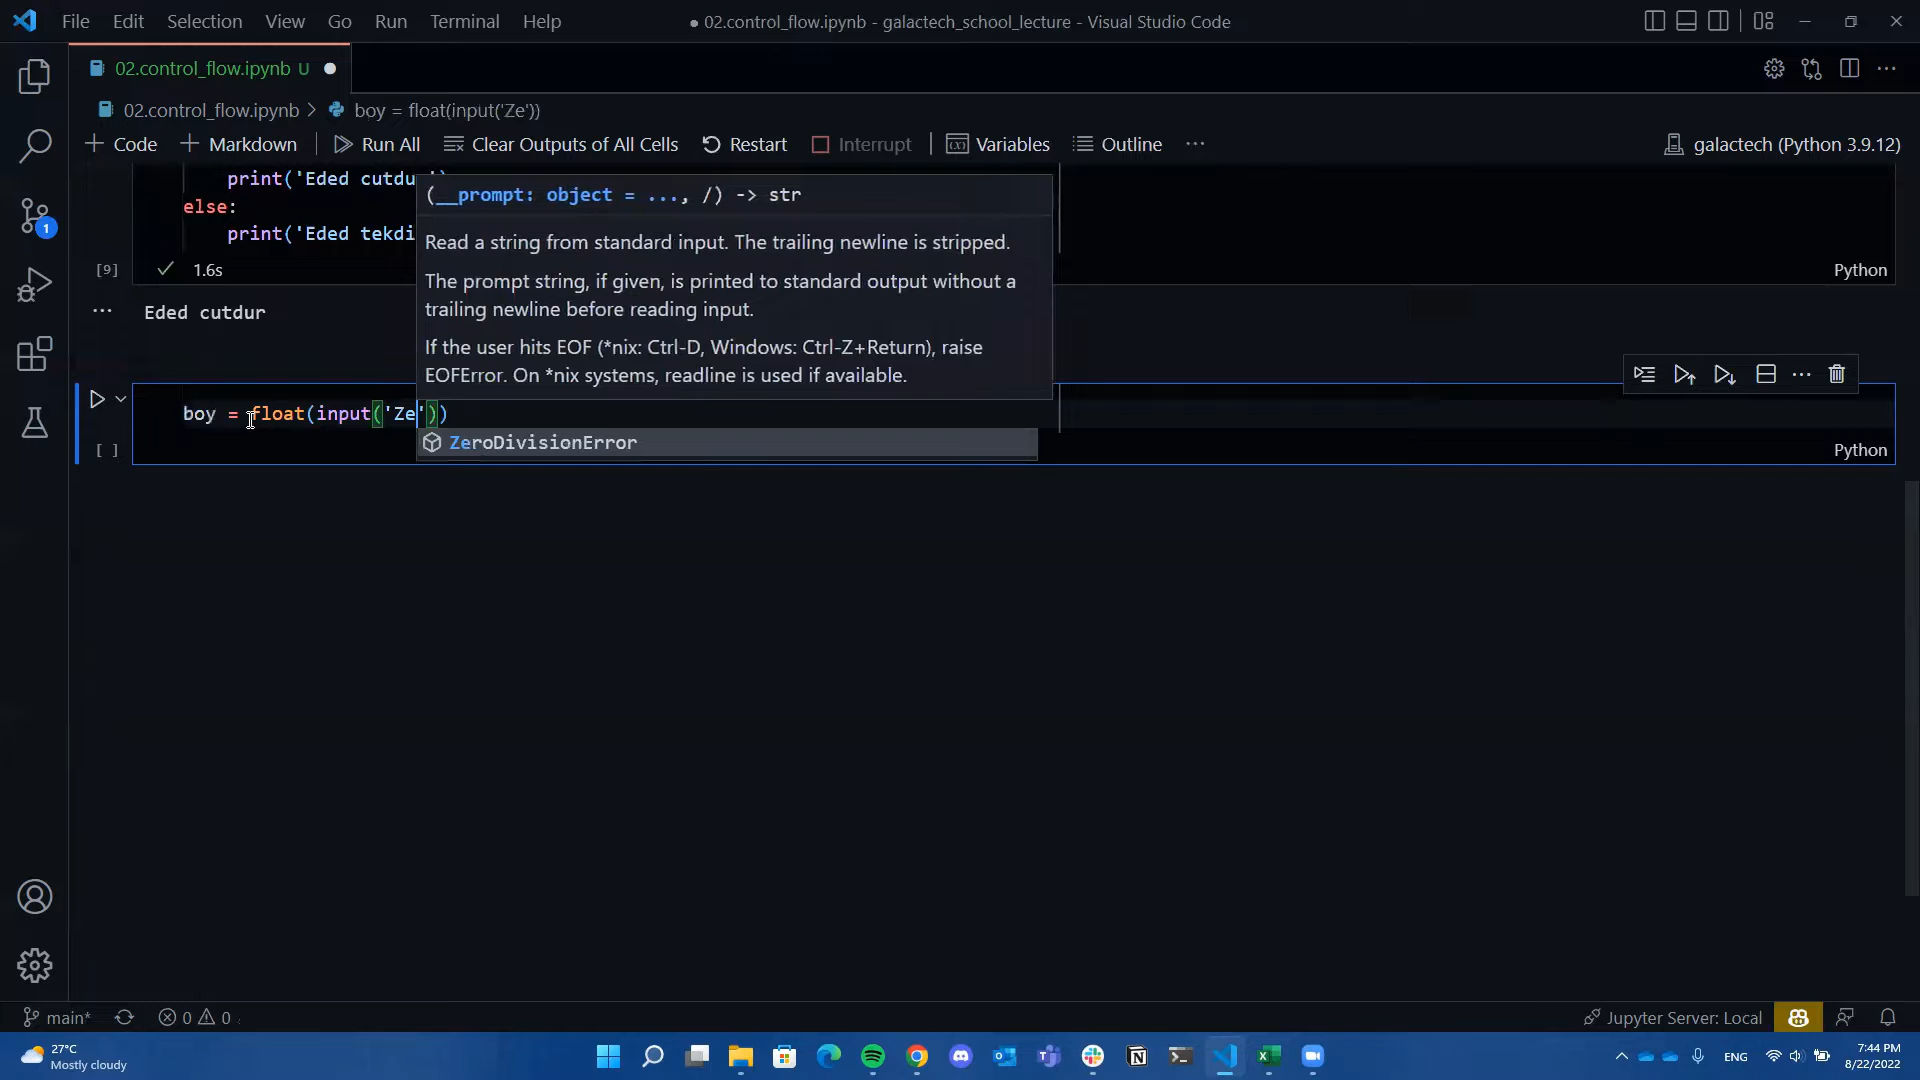 File Edit Selection View Go Run Terminal Help
● 02.control_flow.ipynb - galactech_school_lecture - Visual Studio Code
02.control_flow.ipynb U
02.control_flow.ipynb > boy = float(input('Ze'))
Code Markdown Run All Clear Outputs of All Cells Restart Interrupt Variables Outline ... galactech (Python 3.9.12)
print('Eded cutdur')
else:
print('Eded tekdi
[9] 1.6s Python
Eded cutdur
(__prompt: object = ..., /) -> str
Read a string from standard input. The trailing newline is stripped.
The prompt string, if given, is printed to standard output without a
trailing newline before reading input.
If the user hits EOF (*nix: Ctrl-D, Windows: Ctrl-Z+Return), raise
EOFError. On *nix systems, readline is used if available.
boy = float(input('Ze'))
ZeroDivisionError
[ ] Python
1
main* 0 0 Jupyter Server: Local
27°C
Mostly cloudy
ENG
7:44 PM
8/22/2022